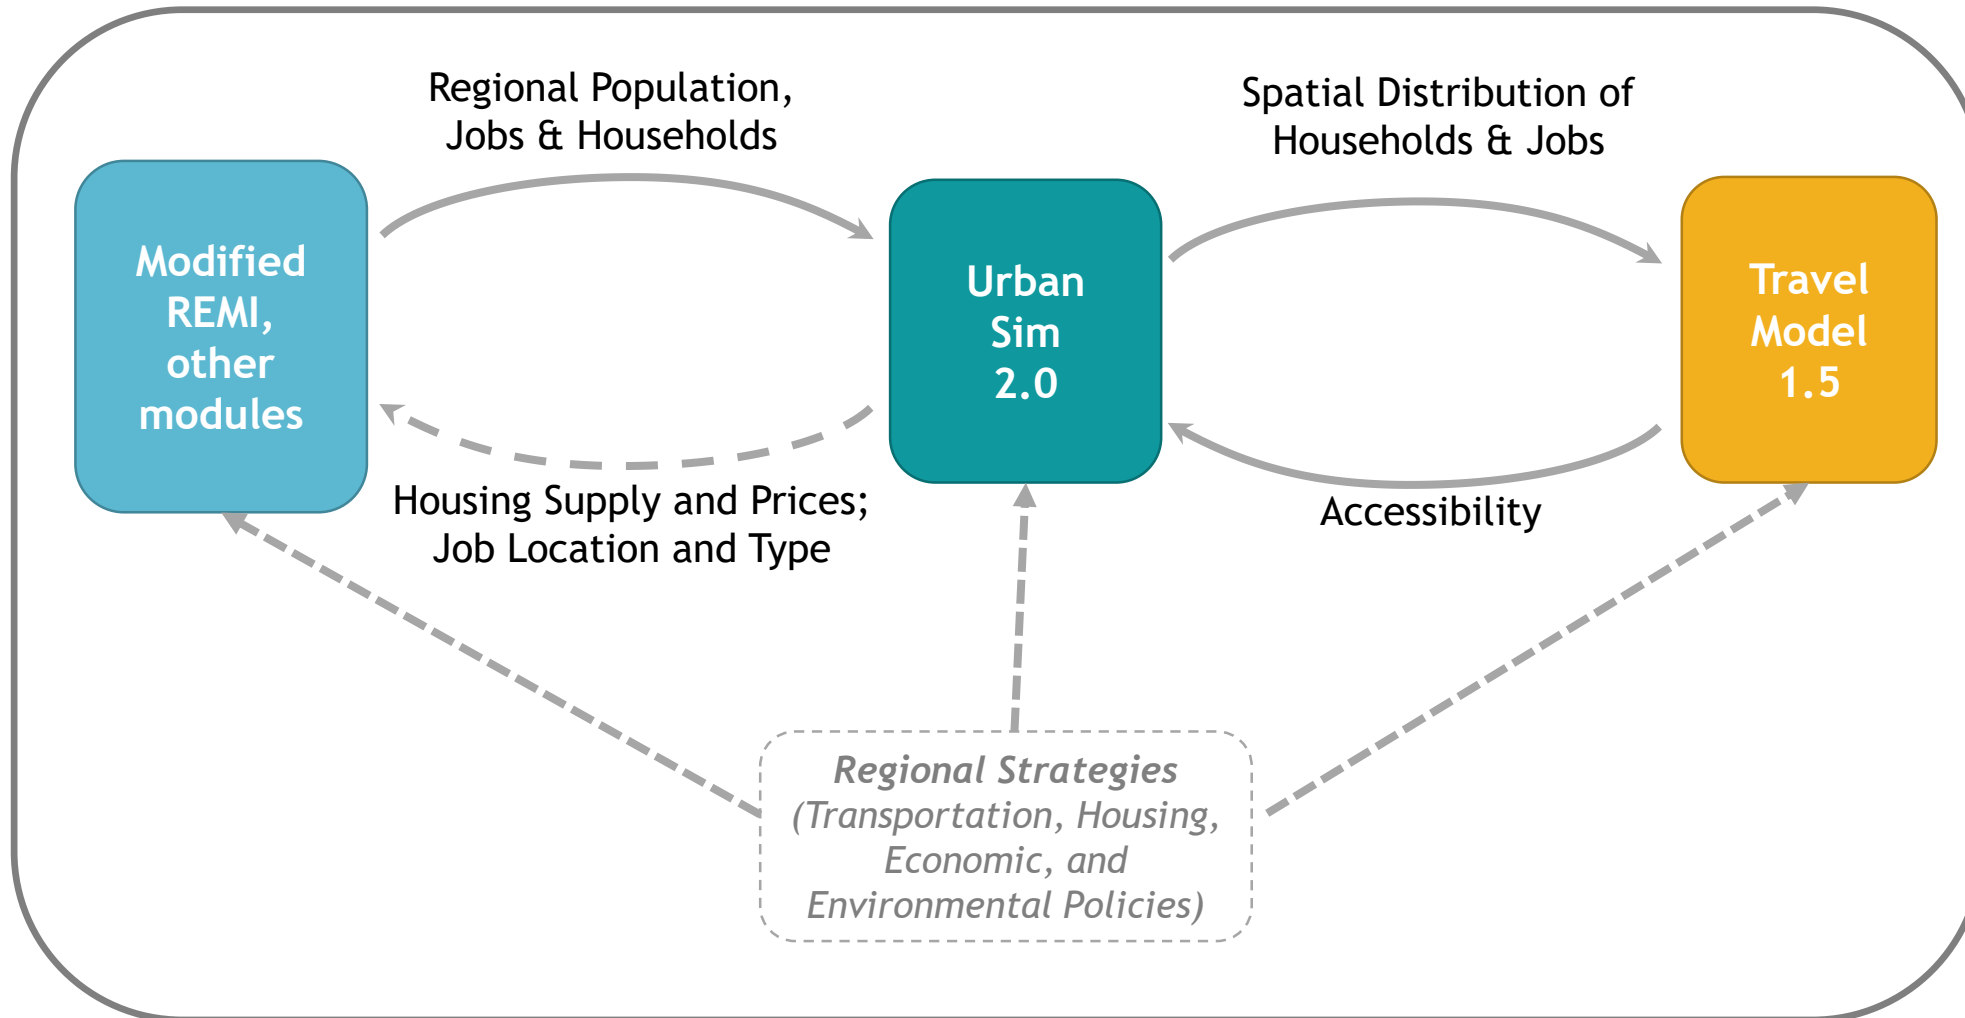 Regional Population,
Jobs & Households
Spatial Distribution of
Households & Jobs
Modified
REMI,
other
modules
Urban
Sim
2.0
Travel
Model
1.5
Housing Supply and Prices;
Job Location and Type
Accessibility
Regional Strategies
(Transportation, Housing,
Economic, and
Environmental Policies)